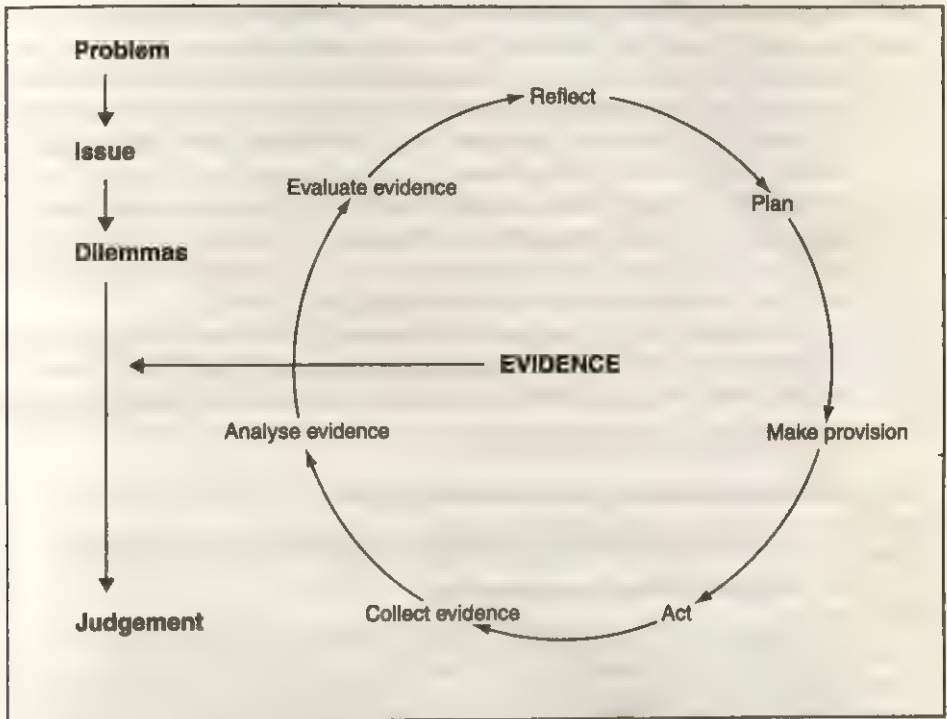 Problem
Reflect
Issue
Evaluate evidence
Plan
Dilemmas
EVIDENCE
Analyse evidence
Make provision
Collect evidence
Act
Judgement